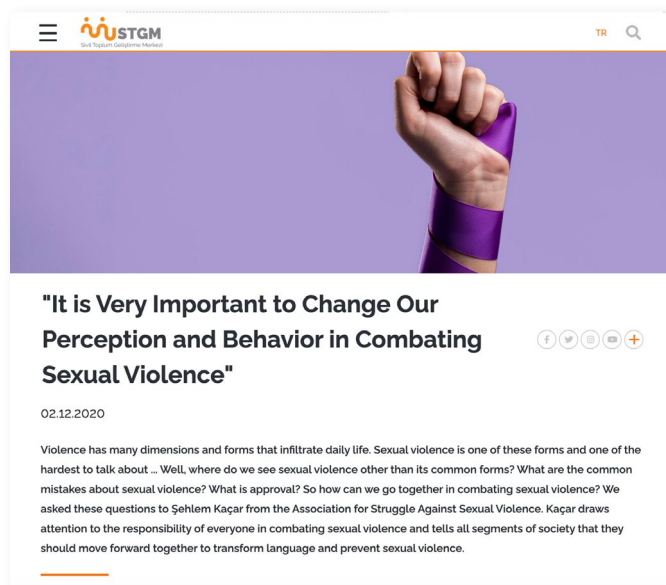 STGM
Sivil Toplum Geliştirme Merkezi
TR
"It is Very Important to Change Our
Perception and Behavior in Combating
Sexual Violence"
02.12.2020
Violence has many dimensions and forms that infiltrate daily life. Sexual violence is one of these forms and one of the
hardest to talk about ... Well, where do we see sexual violence other than its common forms? What are the common
mistakes about sexual violence? What is approval? So how can we go together in combating sexual violence? We
asked these questions to Şehlem Kaçar from the Association for Struggle Against Sexual Violence. Kaçar draws
attention to the responsibility of everyone in combating sexual violence and tells all segments of society that they
should move forward together to transform language and prevent sexual violence.